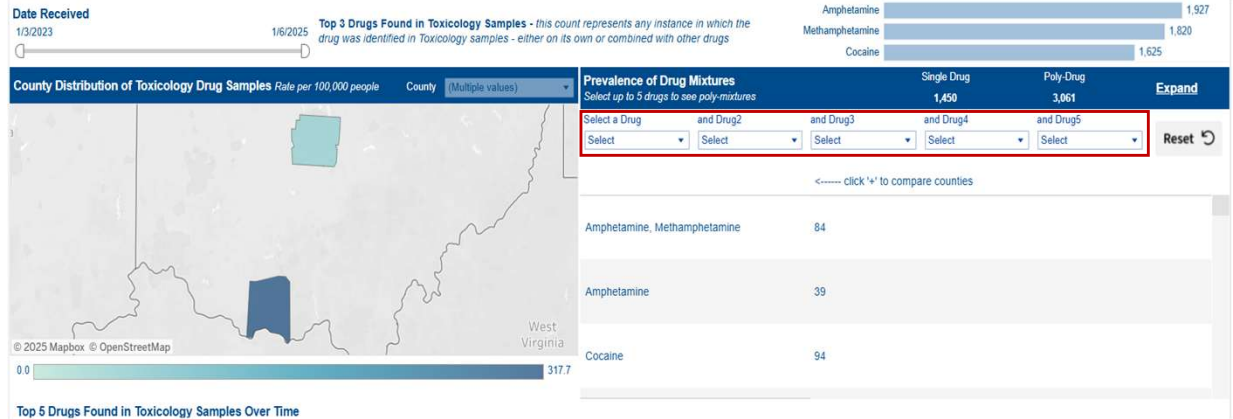 Date Received
1/3/2023
1/6/2025
Top 3 Drugs Found in Toxicology Samples - this count represents any instance in which the
drug was identified in Toxicology samples - either on its own or combined with other drugs
Amphetamine 1,927
Methamphetamine 1,820
Cocaine 1,625
County Distribution of Toxicology Drug Samples Rate per 100,000 people County (Multiple values)
West
Virginia
© 2025 Mapbox © OpenStreetMap
0.0 317.7
Prevalence of Drug Mixtures
Select up to 5 drugs to see poly-mixtures
Single Drug
1,450
Poly-Drug
3,061
Expand
Select a Drug and Drug2 and Drug3 and Drug4 and Drug5
Select Select Select Select Select
Reset
<------ click '+' to compare counties
Amphetamine, Methamphetamine 84
Amphetamine 39
Cocaine 94
Top 5 Drugs Found in Toxicology Samples Over Time